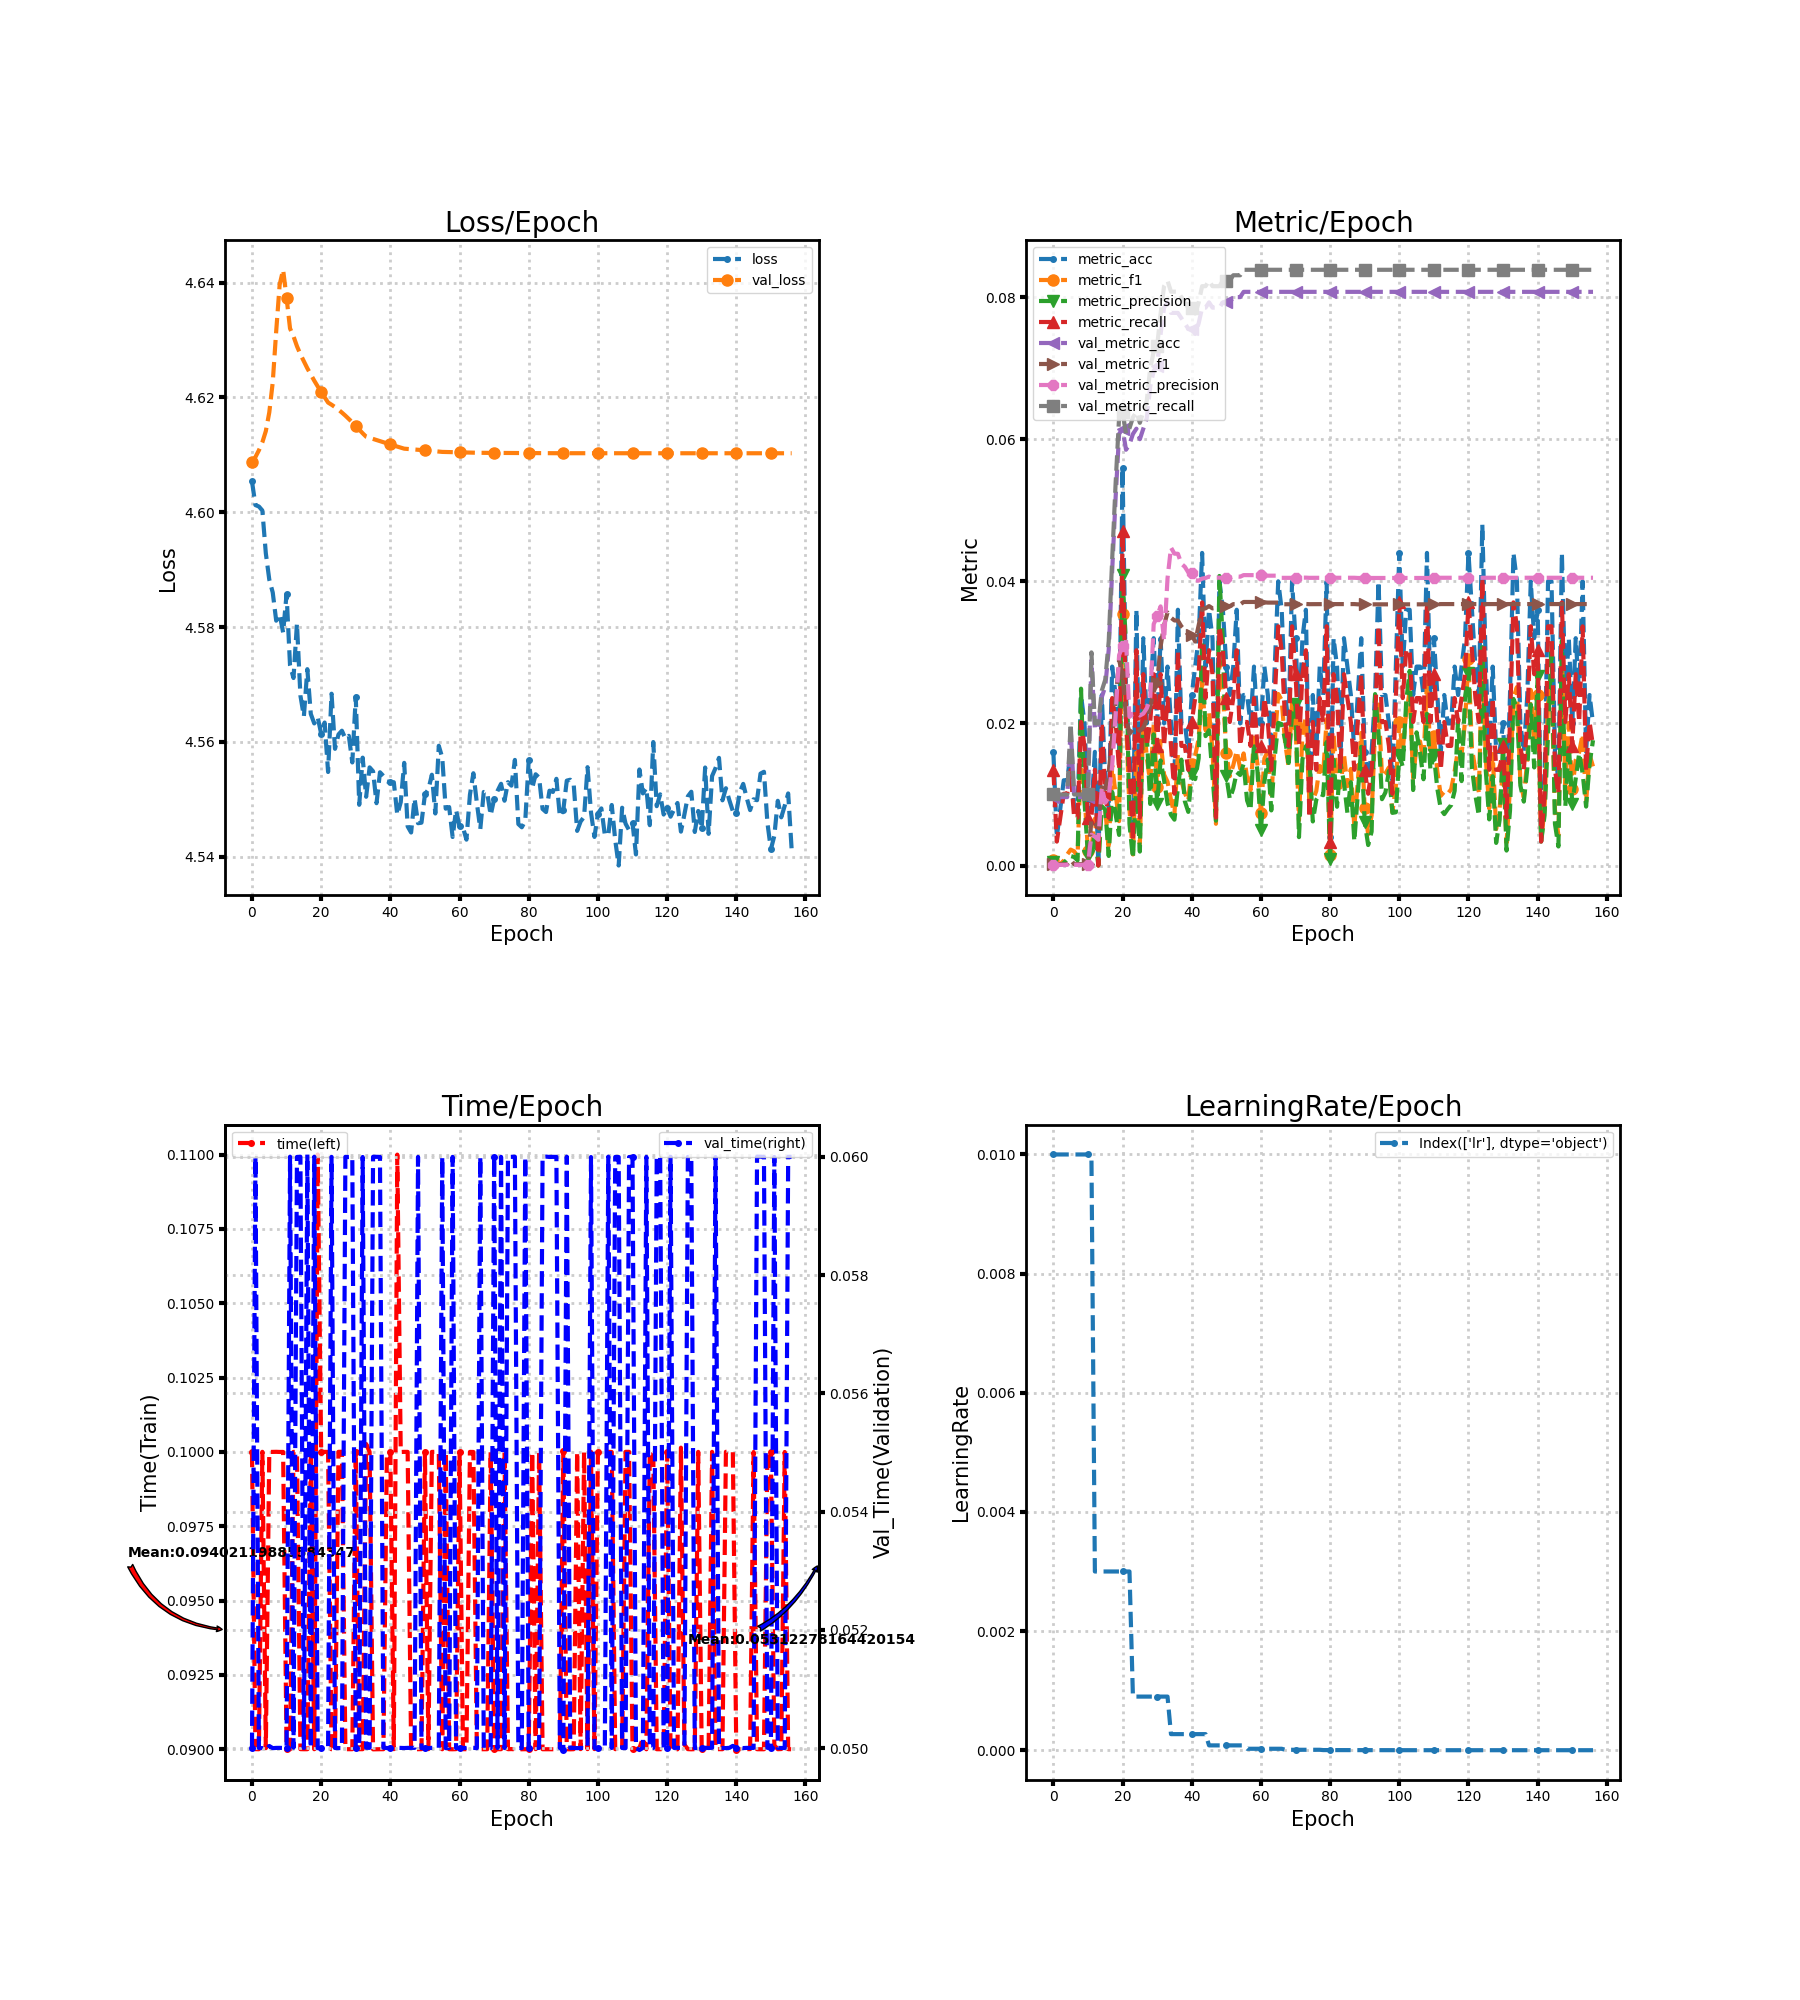 Loss/Epoch
loss
val_loss
4.64
4.62
4.60
4.58
4.56
4.54
Loss
0 20 40 60 80 100 120 140 160
Epoch
Metric/Epoch
metric_acc
metric_f1
metric_precision
metric_recall
val_metric_acc
val_metric_f1
val_metric_precision
val_metric_recall
0.08
0.06
0.04
0.02
0.00
Metric
0 20 40 60 80 100 120 140 160
Epoch
Time/Epoch
time(left)
val_time(right)
0.1100
0.1075
0.1050
0.1025
0.1000
0.0975
0.0950
0.0925
0.0900
Time(Train)
0.060
0.058
0.056
0.054
0.052
0.050
Val_Time(Validation)
0 20 40 60 80 100 120 140 160
Epoch
LearningRate/Epoch
Index(['lr'], dtype='object')
0.010
0.008
0.006
0.004
0.002
0.000
LearningRate
0 20 40 60 80 100 120 140 160
Epoch